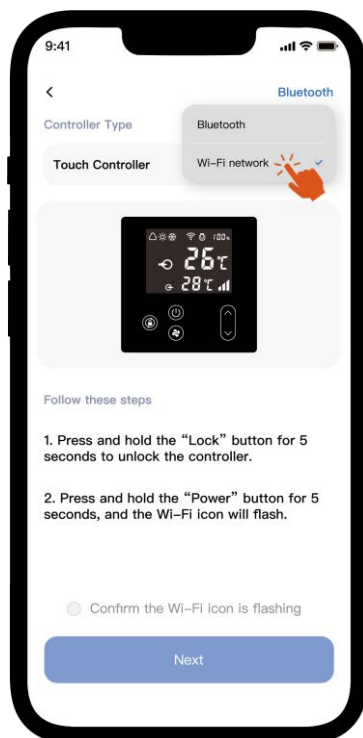 9:41
Bluetooth
Controller Type
Bluetooth
Touch Controller
Wi-Fi network
100%
26℃
28℃
Follow these steps
1. Press and hold the “Lock” button for 5
seconds to unlock the controller.
2. Press and hold the “Power” button for 5
seconds, and the Wi-Fi icon will flash.
Confirm the Wi-Fi icon is flashing
Next